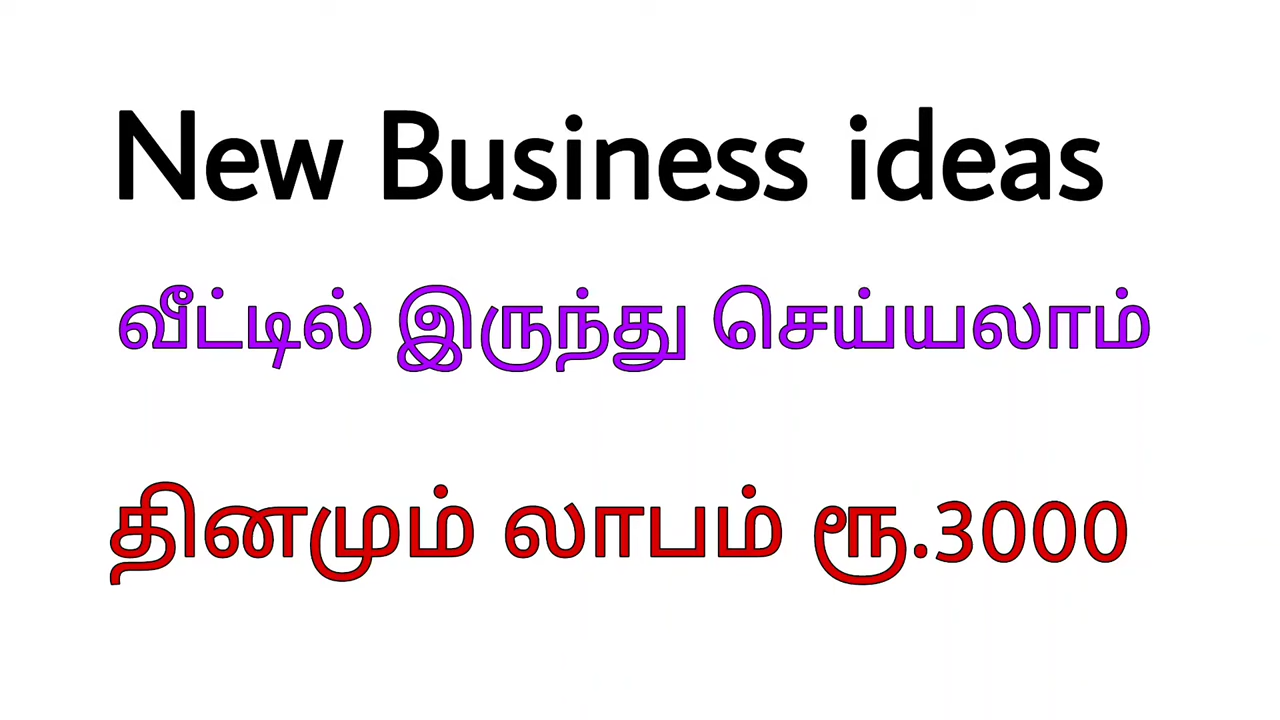 New Business ideas
வீட்டில் இருந்து செய்யலாம்
தினமும் லாபம் ரூ.3000